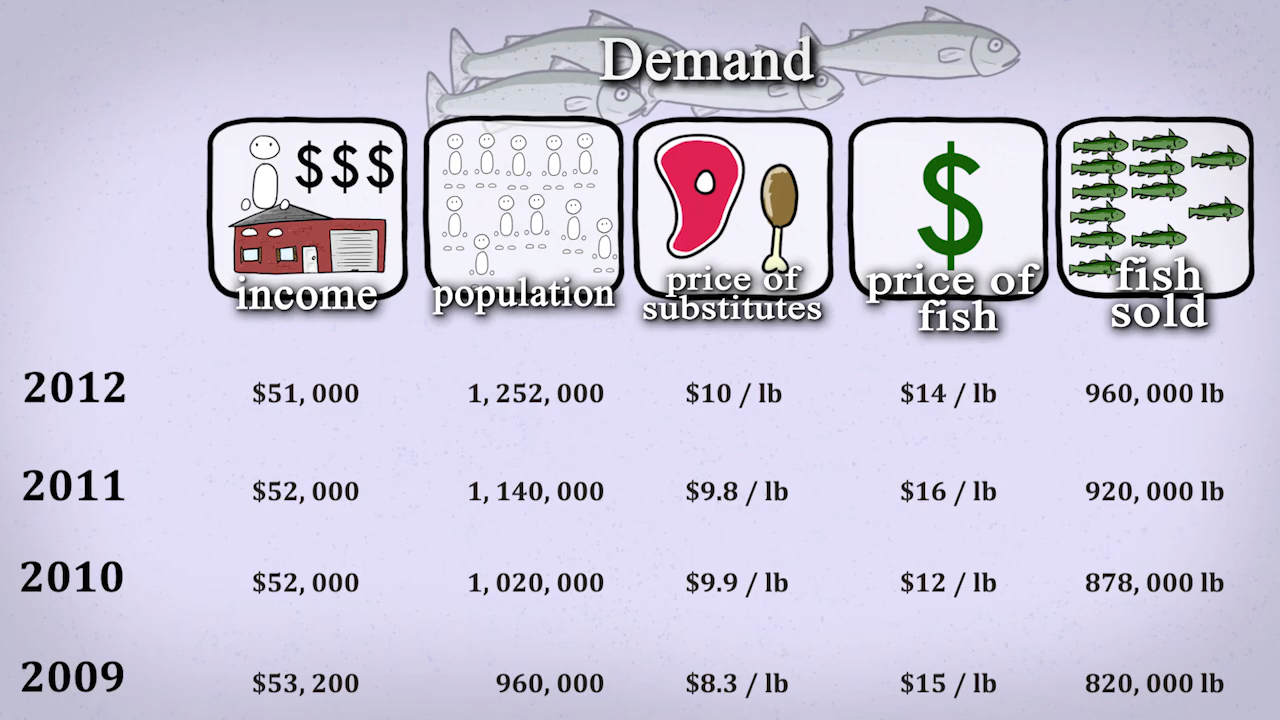 Demand
$$$
$
income
population
price of
substitutes
price of
fish
fish
sold
2012 $51, 000 1, 252, 000 $10 / lb $14 / lb 960, 000 lb
2011 $52, 000 1, 140, 000 $9.8 / lb $16 / lb 920, 000 lb
2010 $52, 000 1, 020, 000 $9.9 / lb $12 / lb 878, 000 lb
2009 $53, 200 960, 000 $8.3 / lb $15 / lb 820, 000 lb